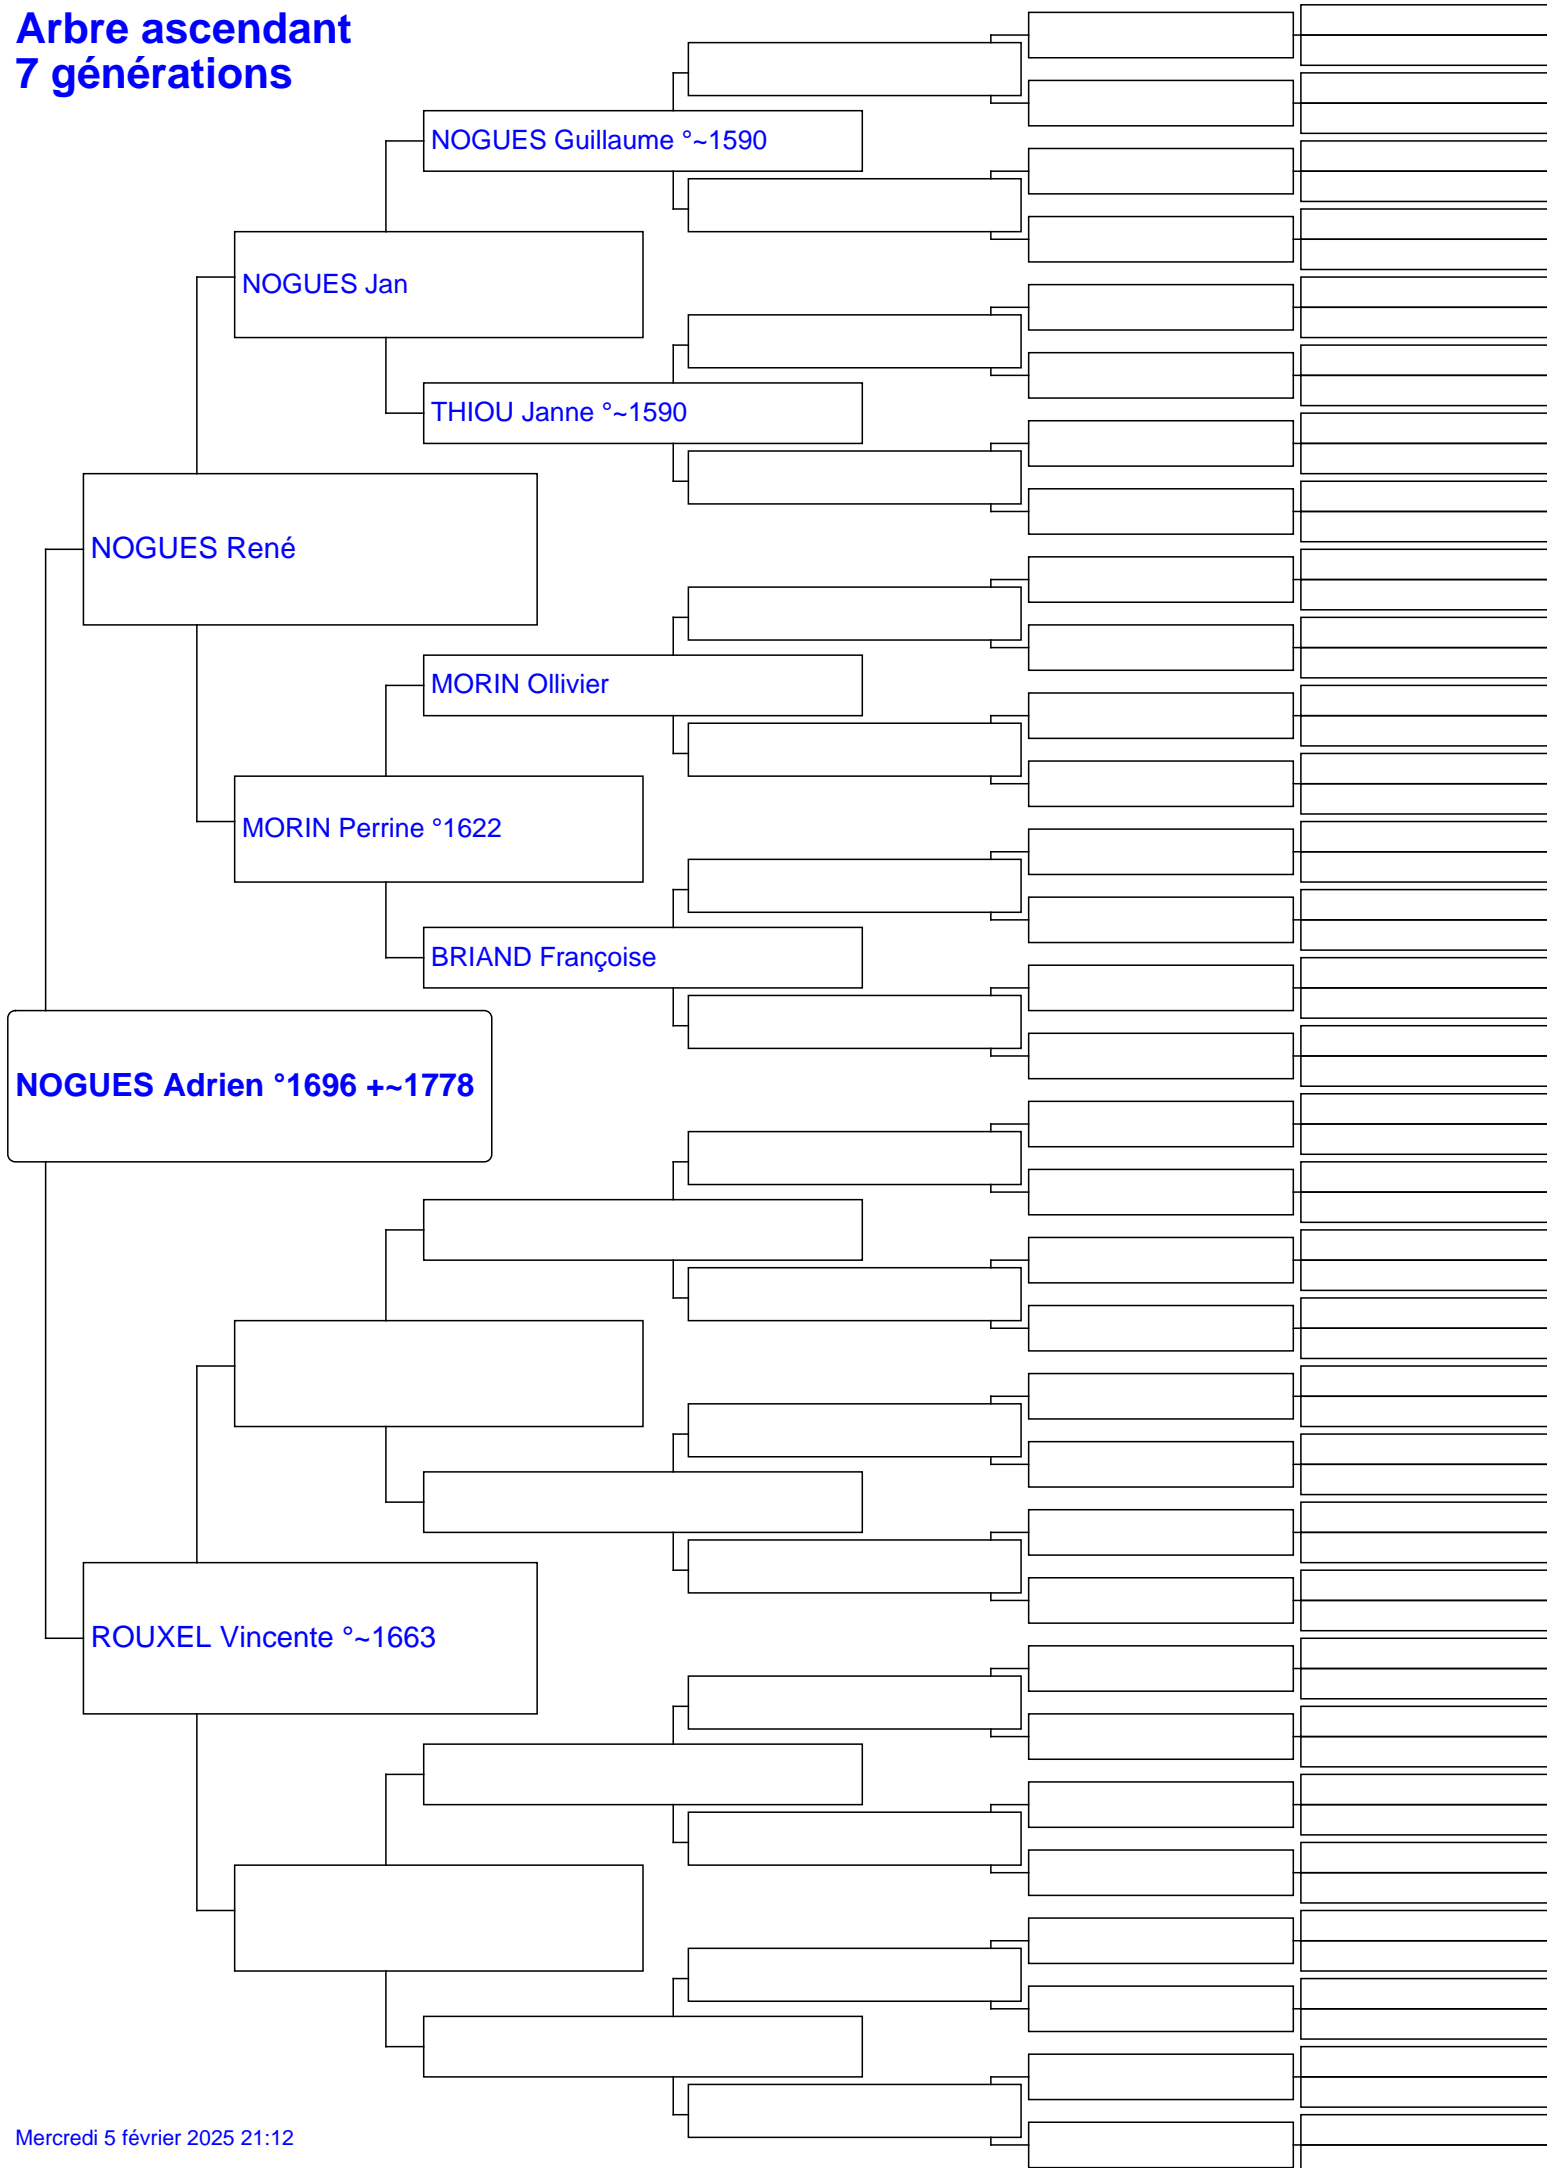 Arbre ascendant
7 générations
NOGUES Guillaume °~1590
NOGUES Jan
THIOU Janne °~1590
NOGUES René
MORIN Ollivier
MORIN Perrine °1622
BRIAND Françoise
NOGUES Adrien °1696 +~1778
ROUXEL Vincente °~1663
Mercredi 5 février 2025 21:12